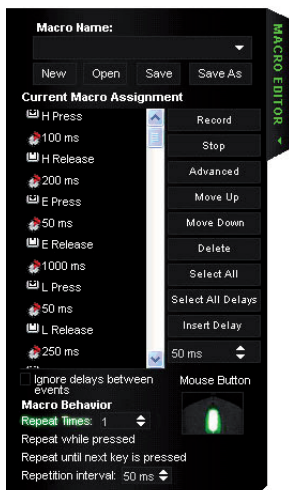 Macro Name:
New Open Save Save As
Current Macro Assignment
H Press
100 ms
H Release
200 ms
E Press
50 ms
E Release
1000 ms
L Press
50 ms
L Release
250 ms
Record
Stop
Advanced
Move Up
Move Down
Delete
Select All
Select All Delays
Insert Delay
50 ms
Ignore delays between
events
Mouse Button
Macro Behavior
Repeat Times: 1
Repeat while pressed
Repeat until next key is pressed
Repetition interval: 50 ms
MACRO EDITOR